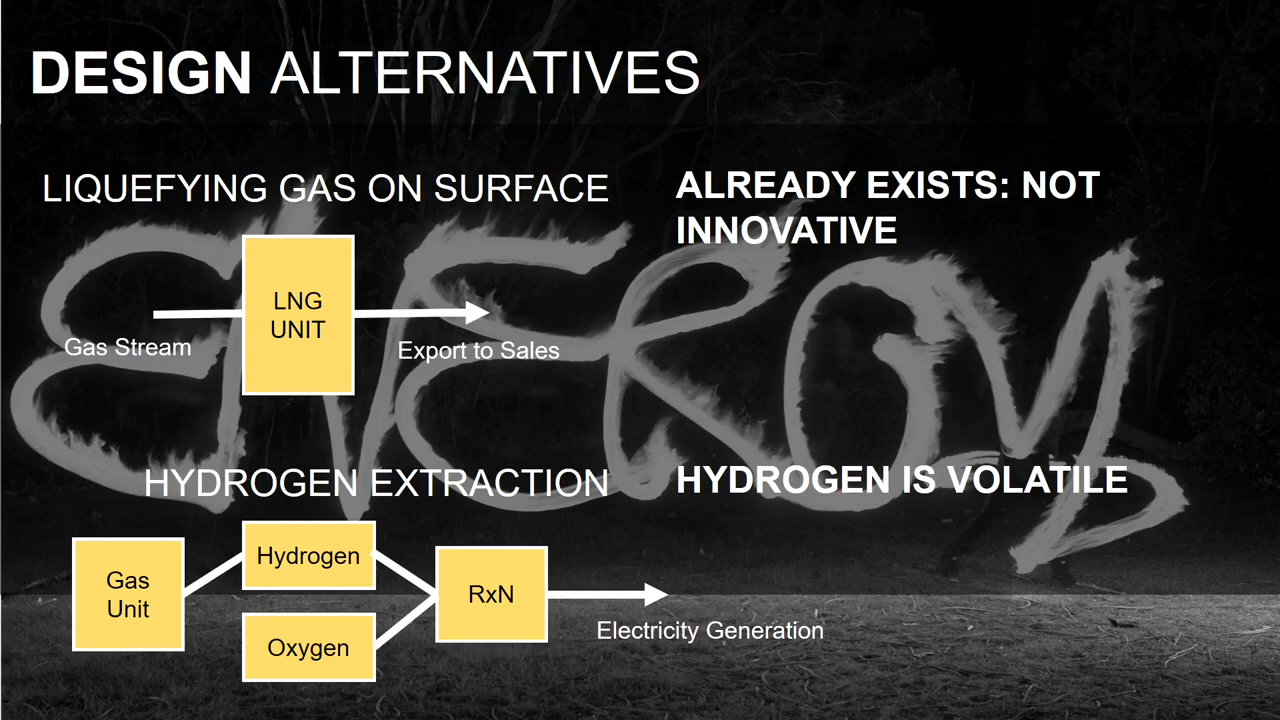 DESIGN ALTERNATIVES
LIQUEFYING GAS ON SURFACE
ALREADY EXISTS: NOT
INNOVATIVE
LNG
UNIT
Gas Stream
Export to Sales
ENERGY
HYDROGEN EXTRACTION
HYDROGEN IS VOLATILE
Gas
Unit
Hydrogen
Oxygen
RxN
Electricity Generation